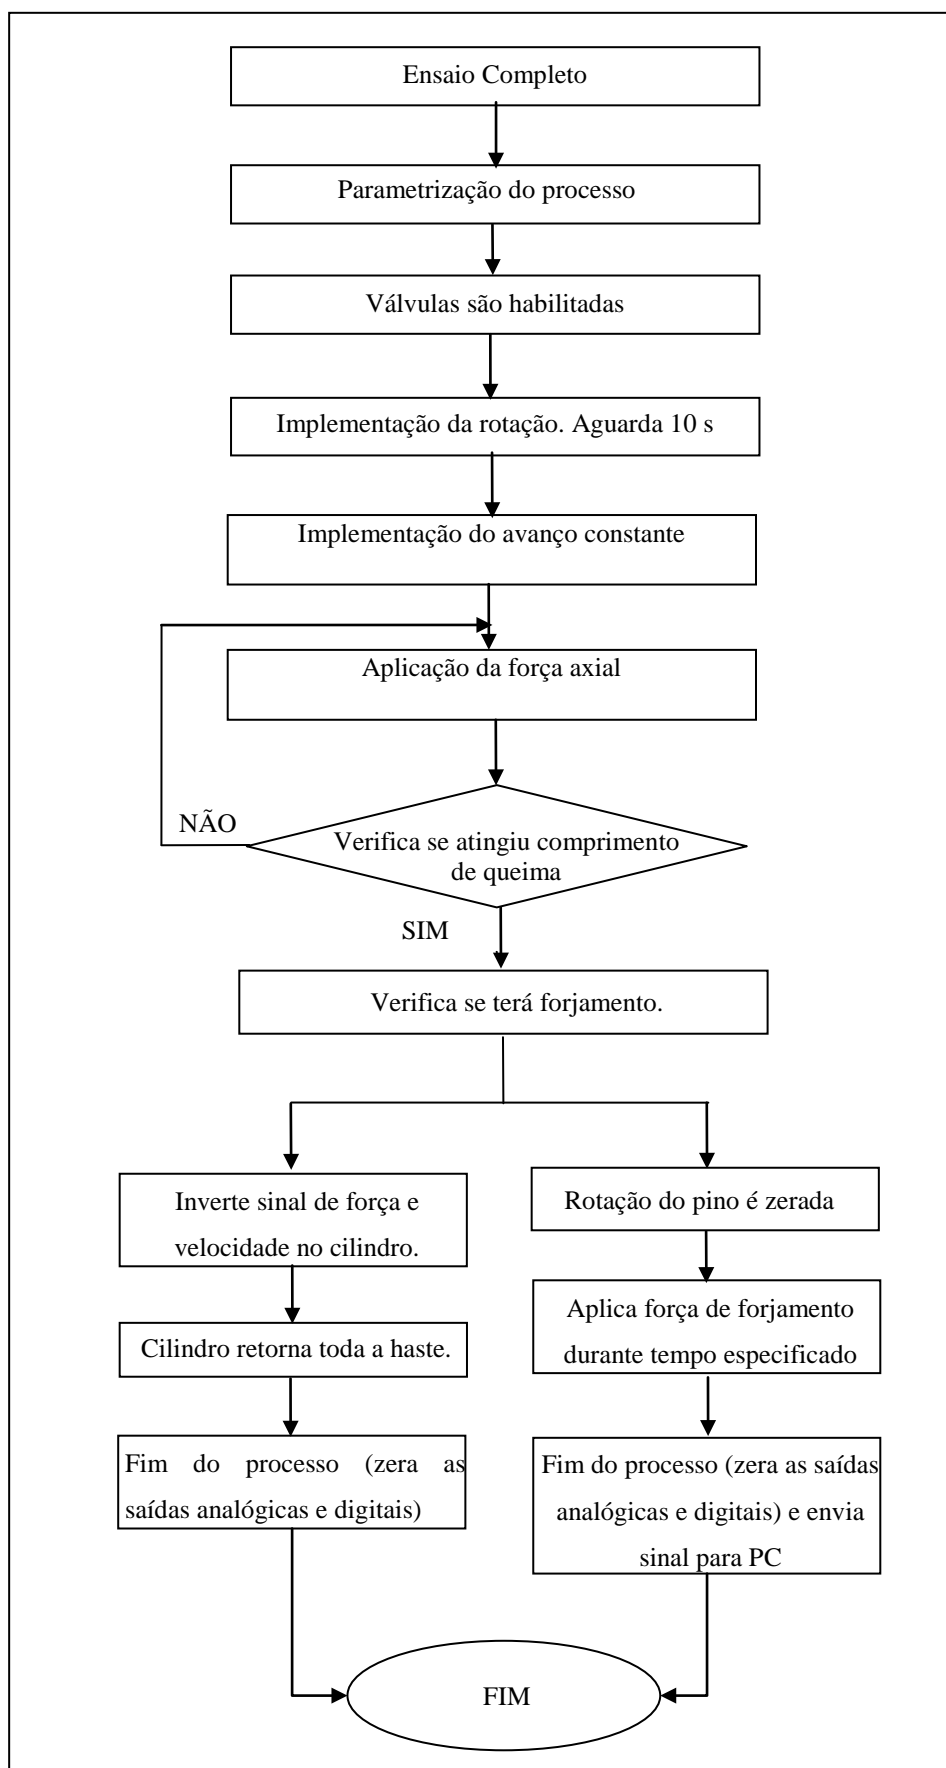 Ensaio Completo
Parametrização do processo
Válvulas são habilitadas
Implementação da rotação. Aguarda 10 s
Implementação do avanço constante
Aplicação da força axial
NÃO
Verifica se atingiu comprimento
de queima
SIM
Verifica se terá forjamento.
Inverte sinal de força e
velocidade no cilindro.
Cilindro retorna toda a haste.
Fim do processo (zera as
saídas analógicas e digitais)
Rotação do pino é zerada
Aplica força de forjamento
durante tempo especificado
Fim do processo (zera as saídas
analógicas e digitais) e envia
sinal para PC
FIM